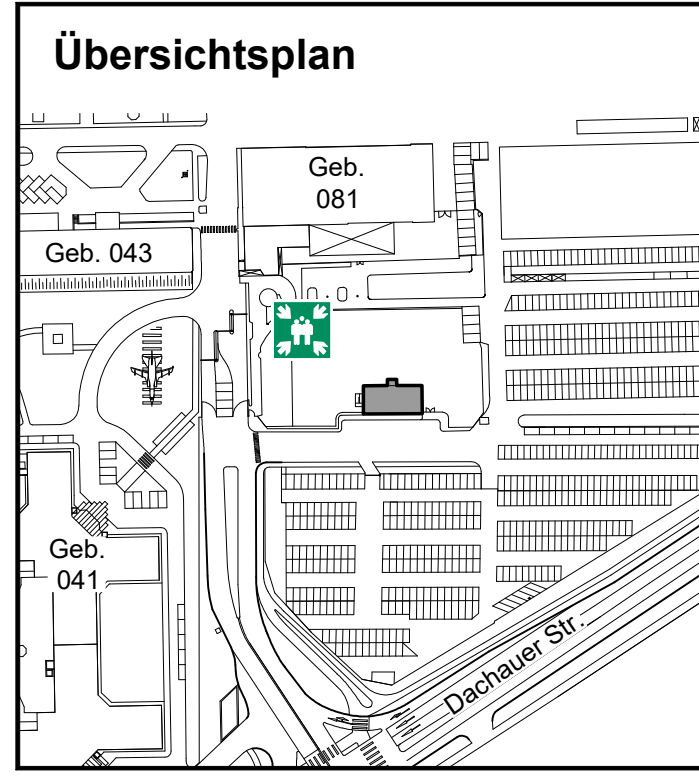 Übersichtsplan
Geb.
081
Geb. 043
Geb.
041
Dachauer Str.